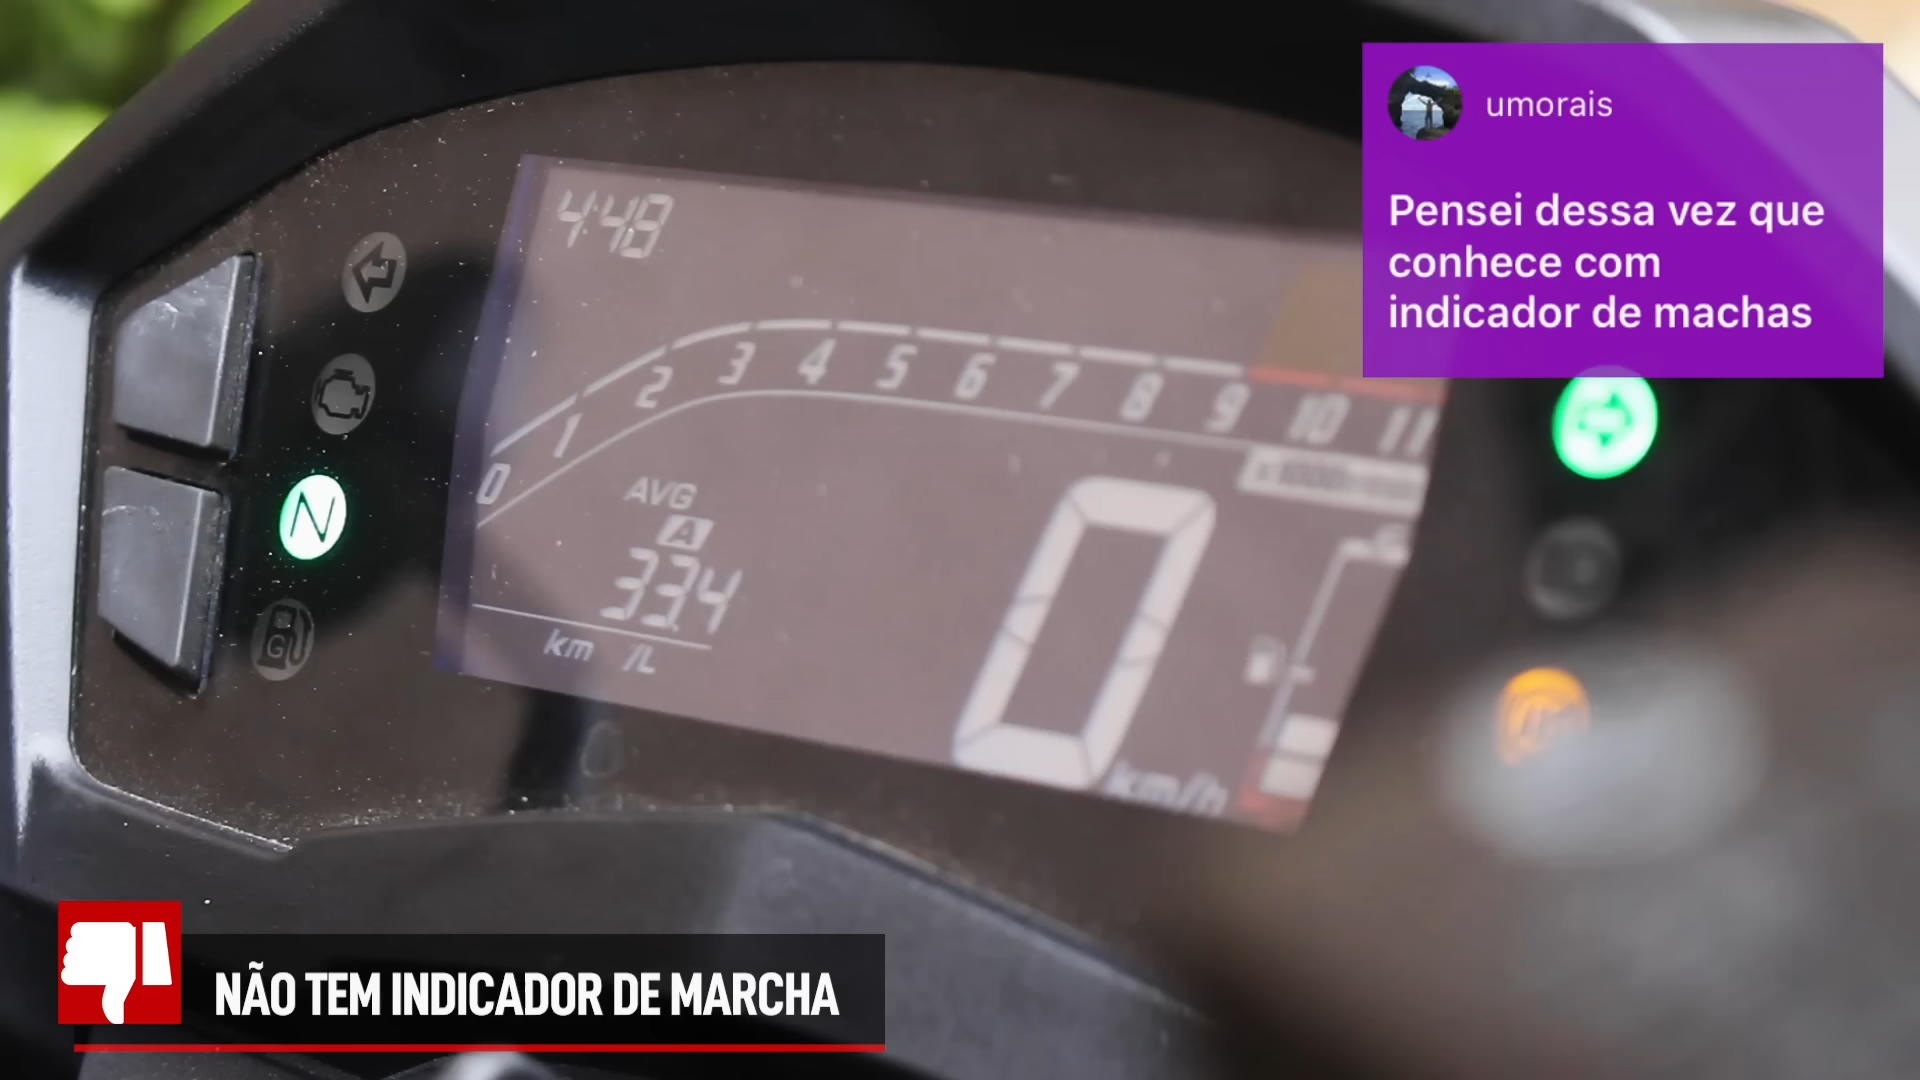 umorais
Pensei dessa vez que
conhece com
indicador de machas
4:48
0 1 2 3 4 5 6 7 8 9 10 11
AVG
A
33.4
km /L
0
km/h
N
G
NÃO TEM INDICADOR DE MARCHA